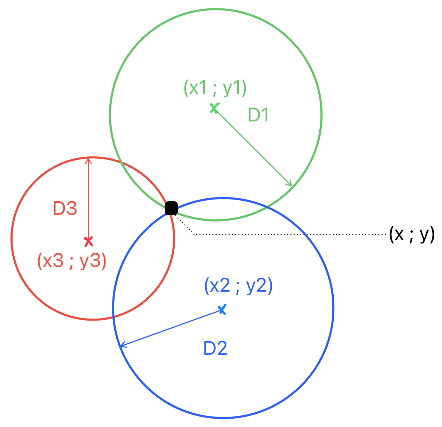 (x1 ; y1)
D1
D3
(x ; y)
(x3 ; y3)
(x2 ; y2)
D2